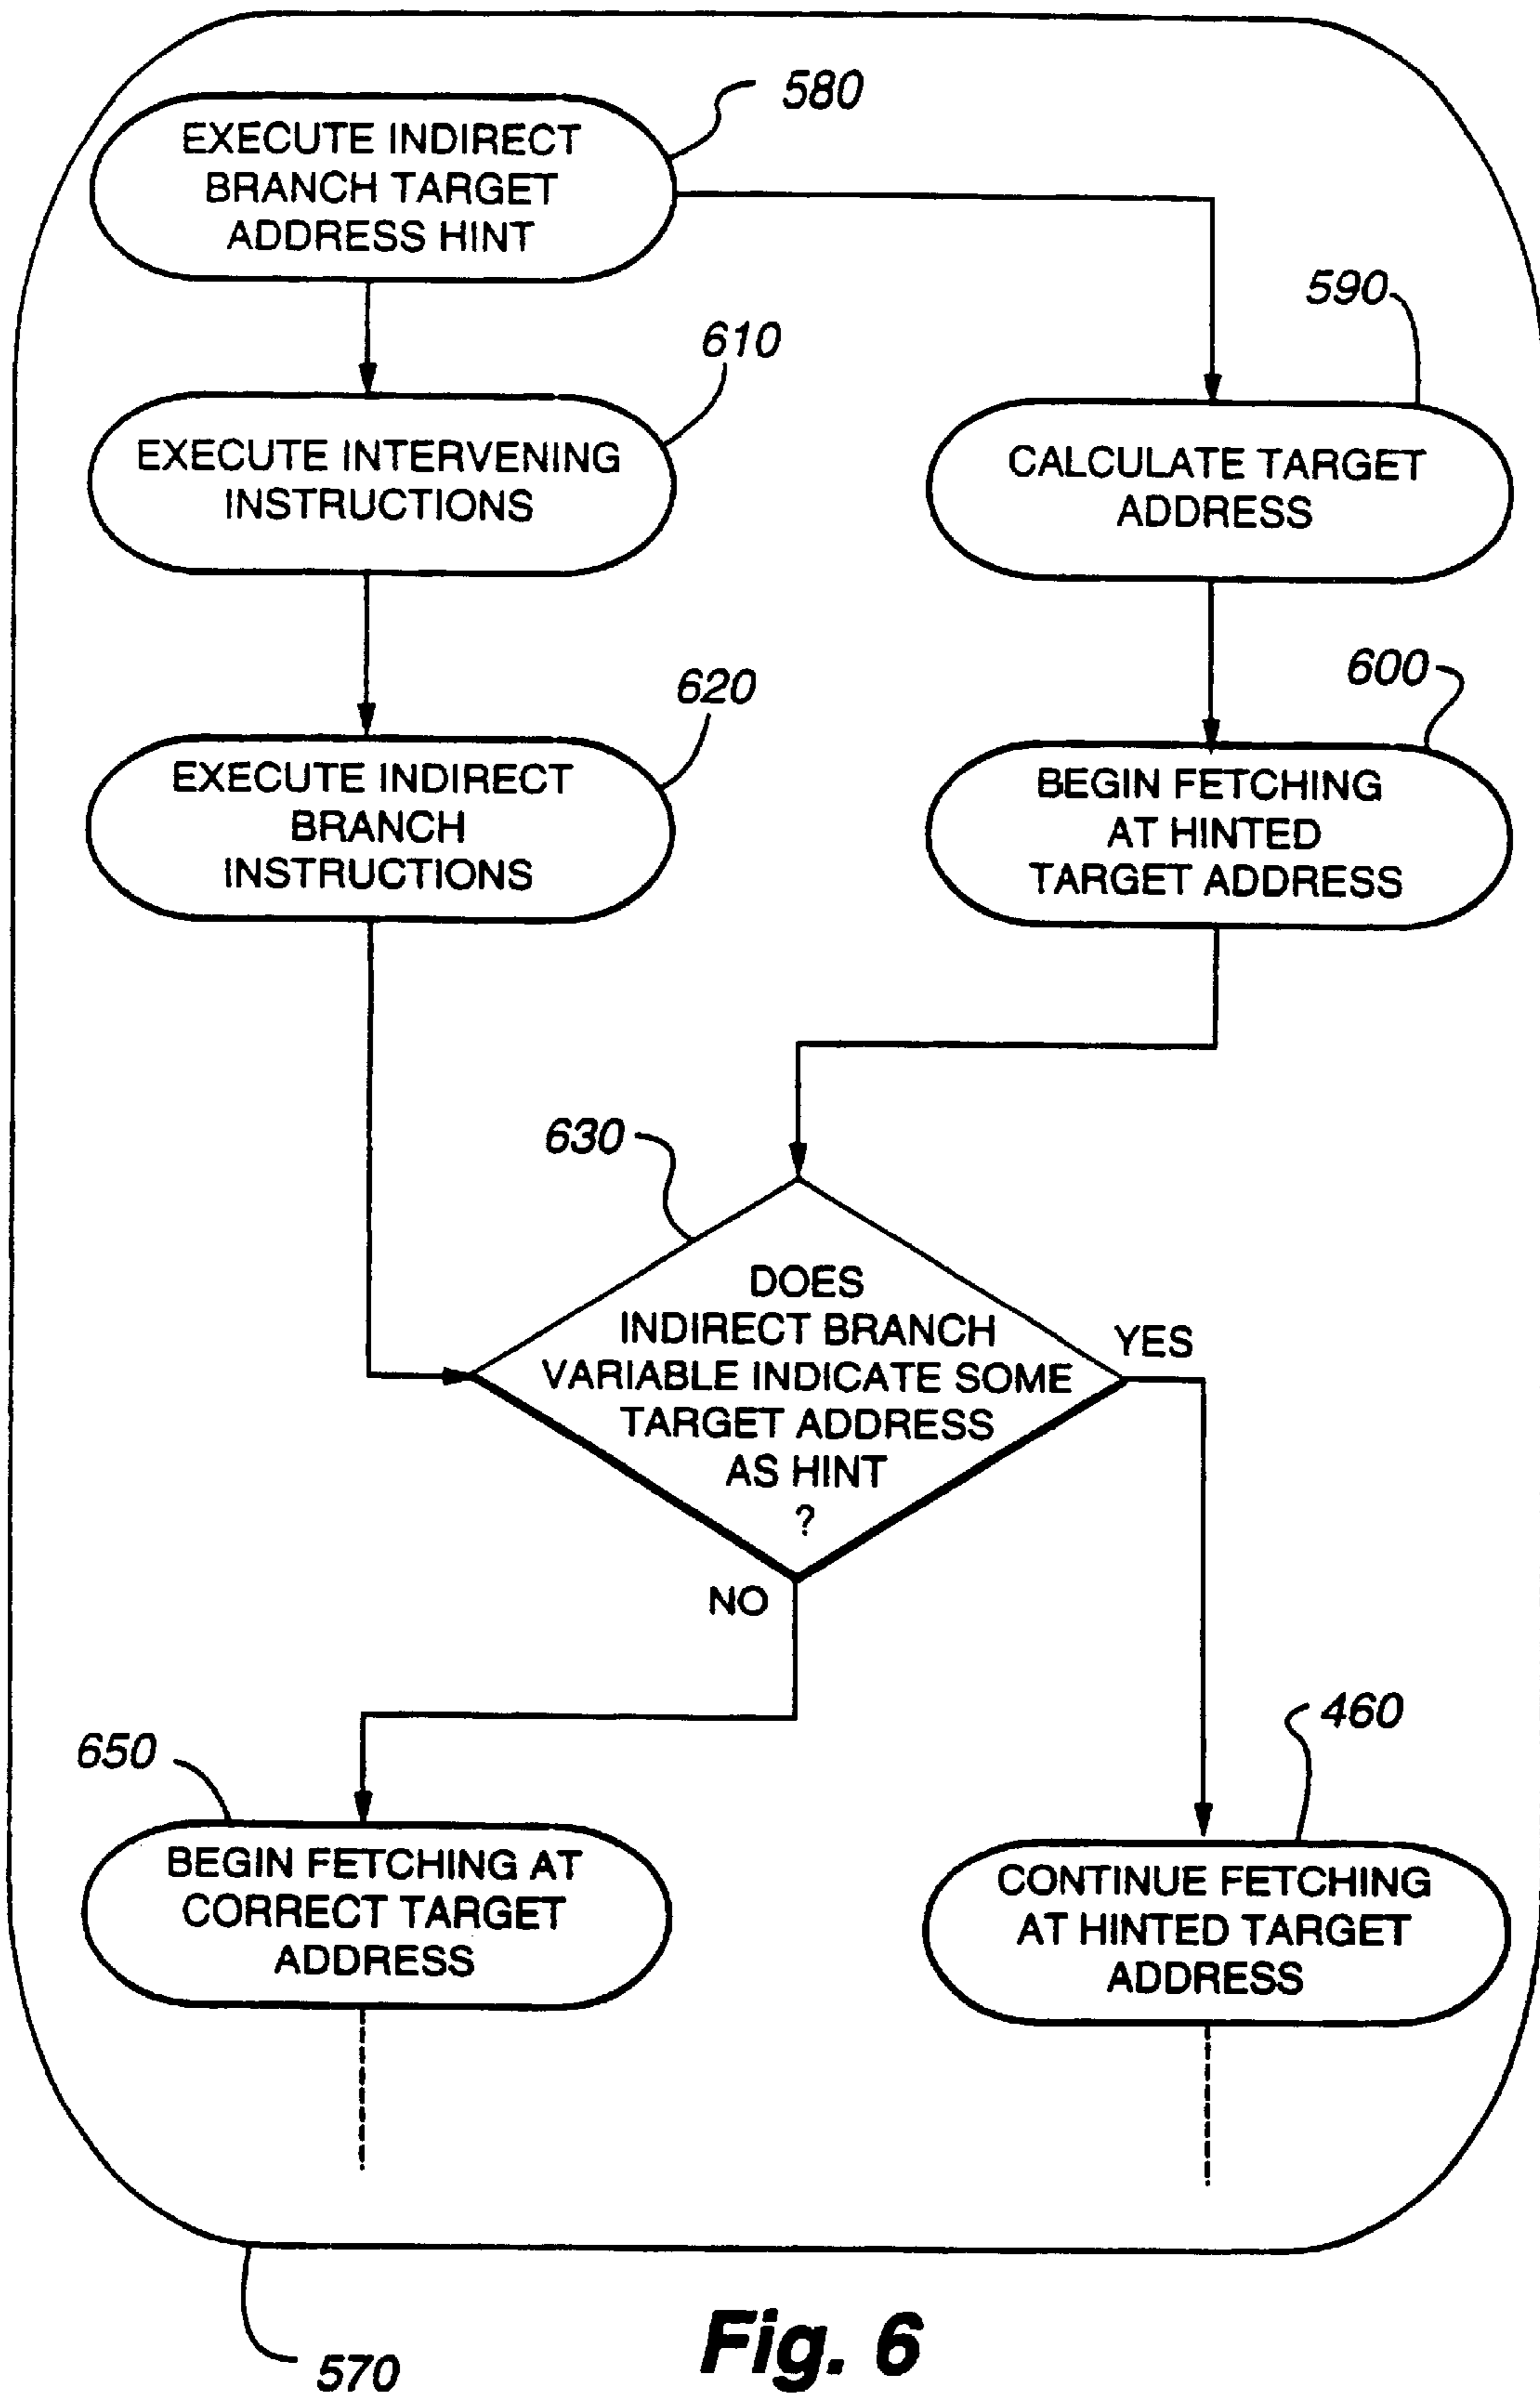 580
EXECUTE INDIRECT
BRANCH TARGET
ADDRESS HINT
590
610
EXECUTE INTERVENING
INSTRUCTIONS
CALCULATE TARGET
ADDRESS
600
620
EXECUTE INDIRECT
BRANCH
INSTRUCTIONS
BEGIN FETCHING
AT HINTED
TARGET ADDRESS
630
DOES
INDIRECT BRANCH
VARIABLE INDICATE SOME
TARGET ADDRESS
AS HINT
?
YES
NO
650
BEGIN FETCHING AT
CORRECT TARGET
ADDRESS
460
CONTINUE FETCHING
AT HINTED TARGET
ADDRESS
570
Fig. 6